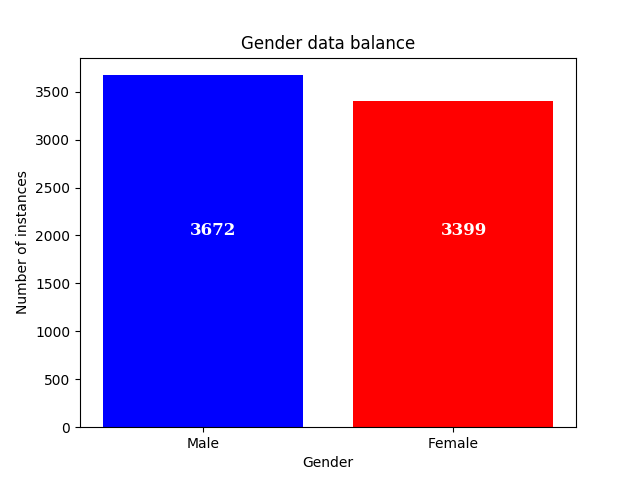 Gender data balance
3500
3000
2500
2000
1500
1000
500
0
Number of instances
3672
3399
Male
Female
Gender